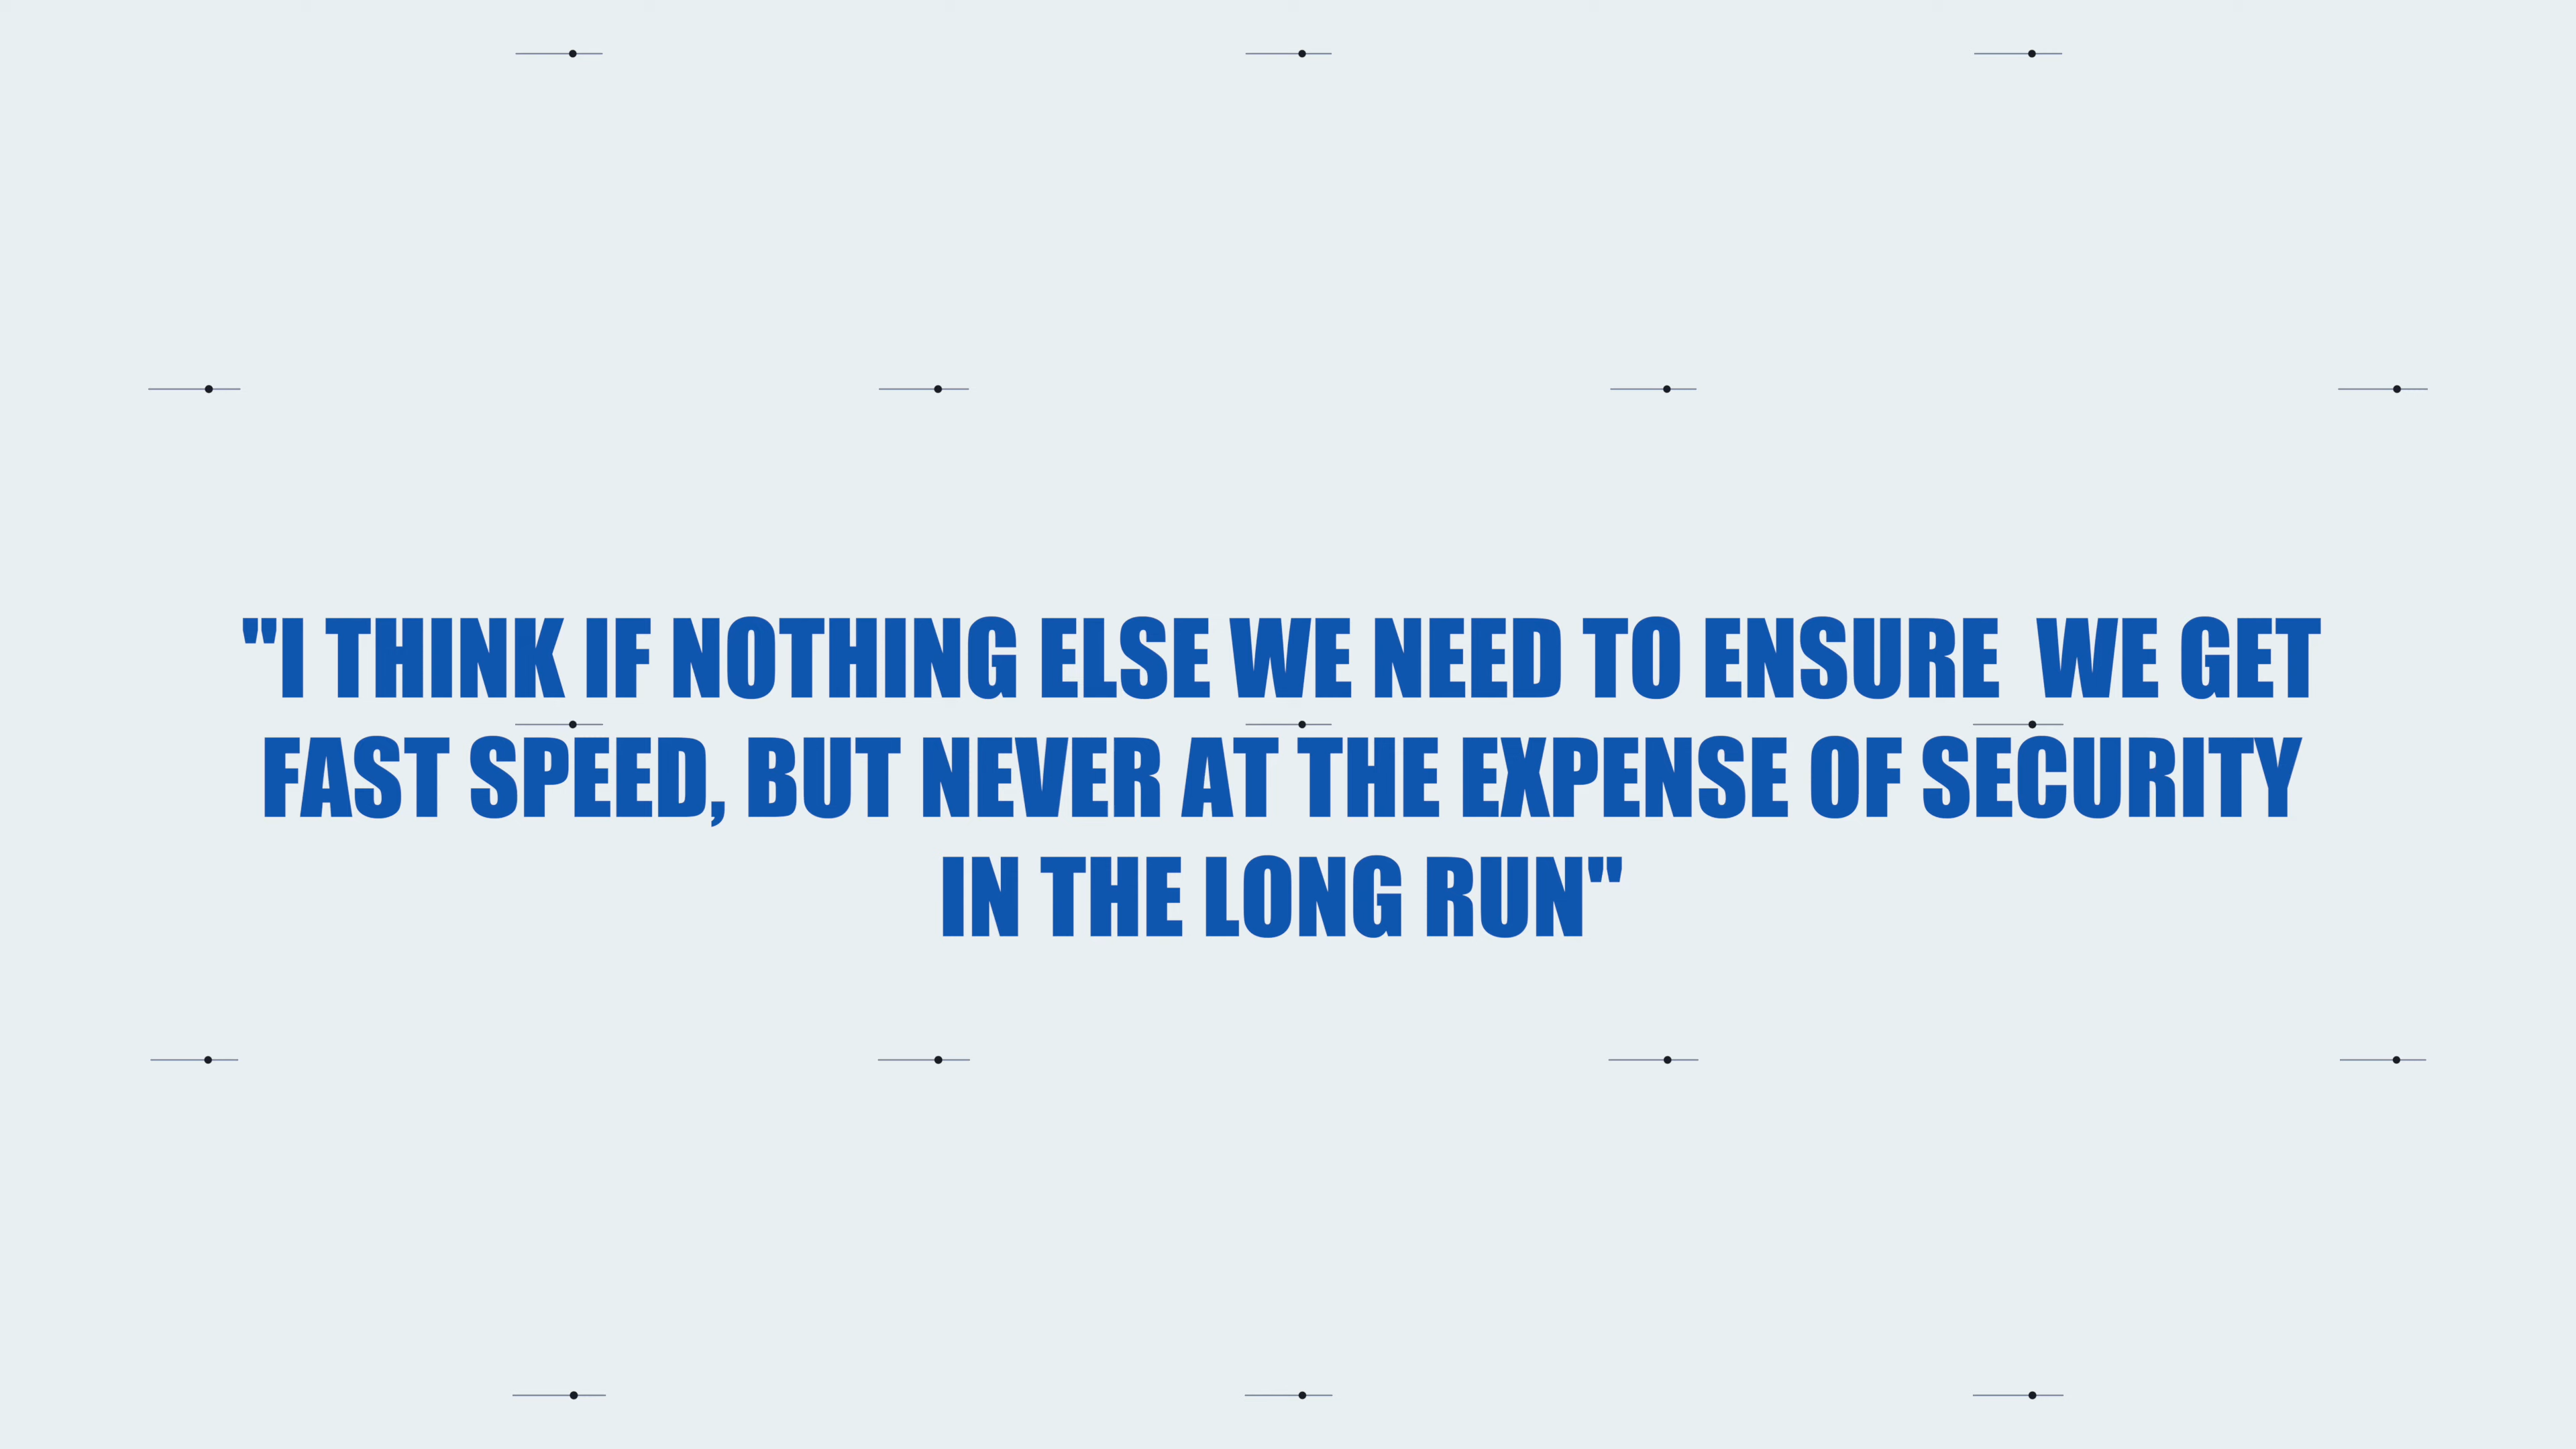 "I THINK IF NOTHING ELSE WE NEED TO ENSURE  WE GET
FAST SPEED, BUT NEVER AT THE EXPENSE OF SECURITY
IN THE LONG RUN"